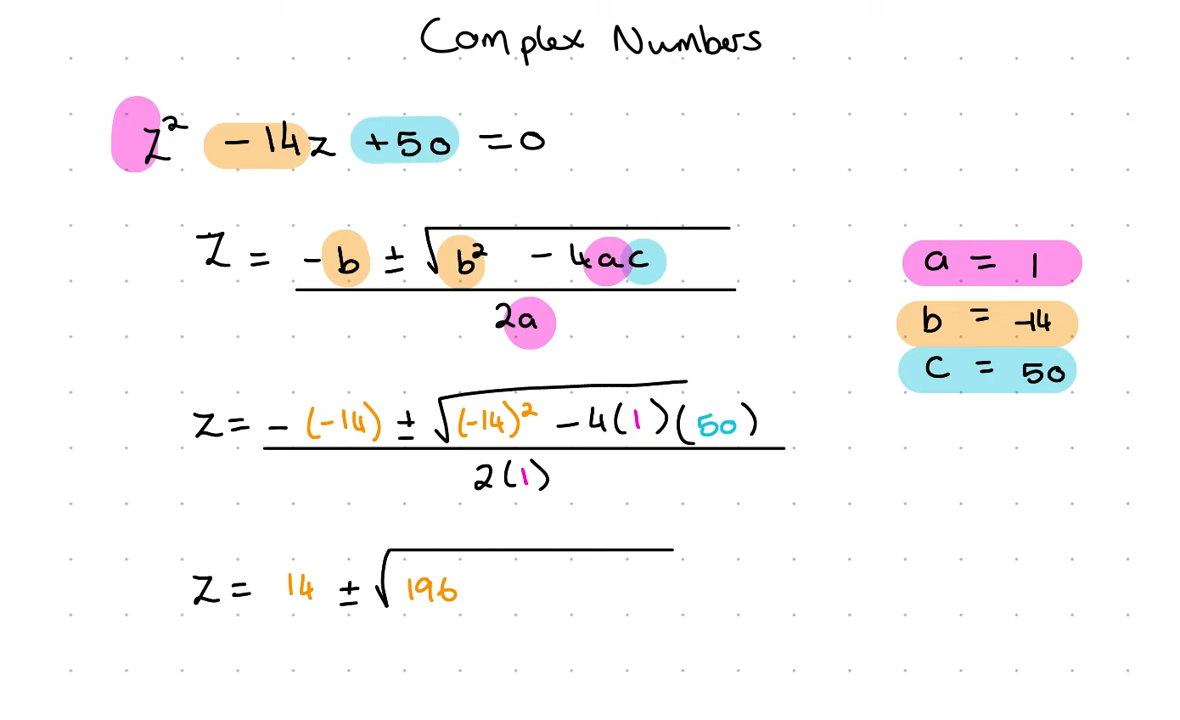 Complex Numbers
z² - 14z + 50 = 0
z = -b ± √b² - 4ac
2a
a = 1
b = -14
c = 50
z = -(-14) ± √(-14)² - 4(1)(50)
2(1)
z = 14 ± √196